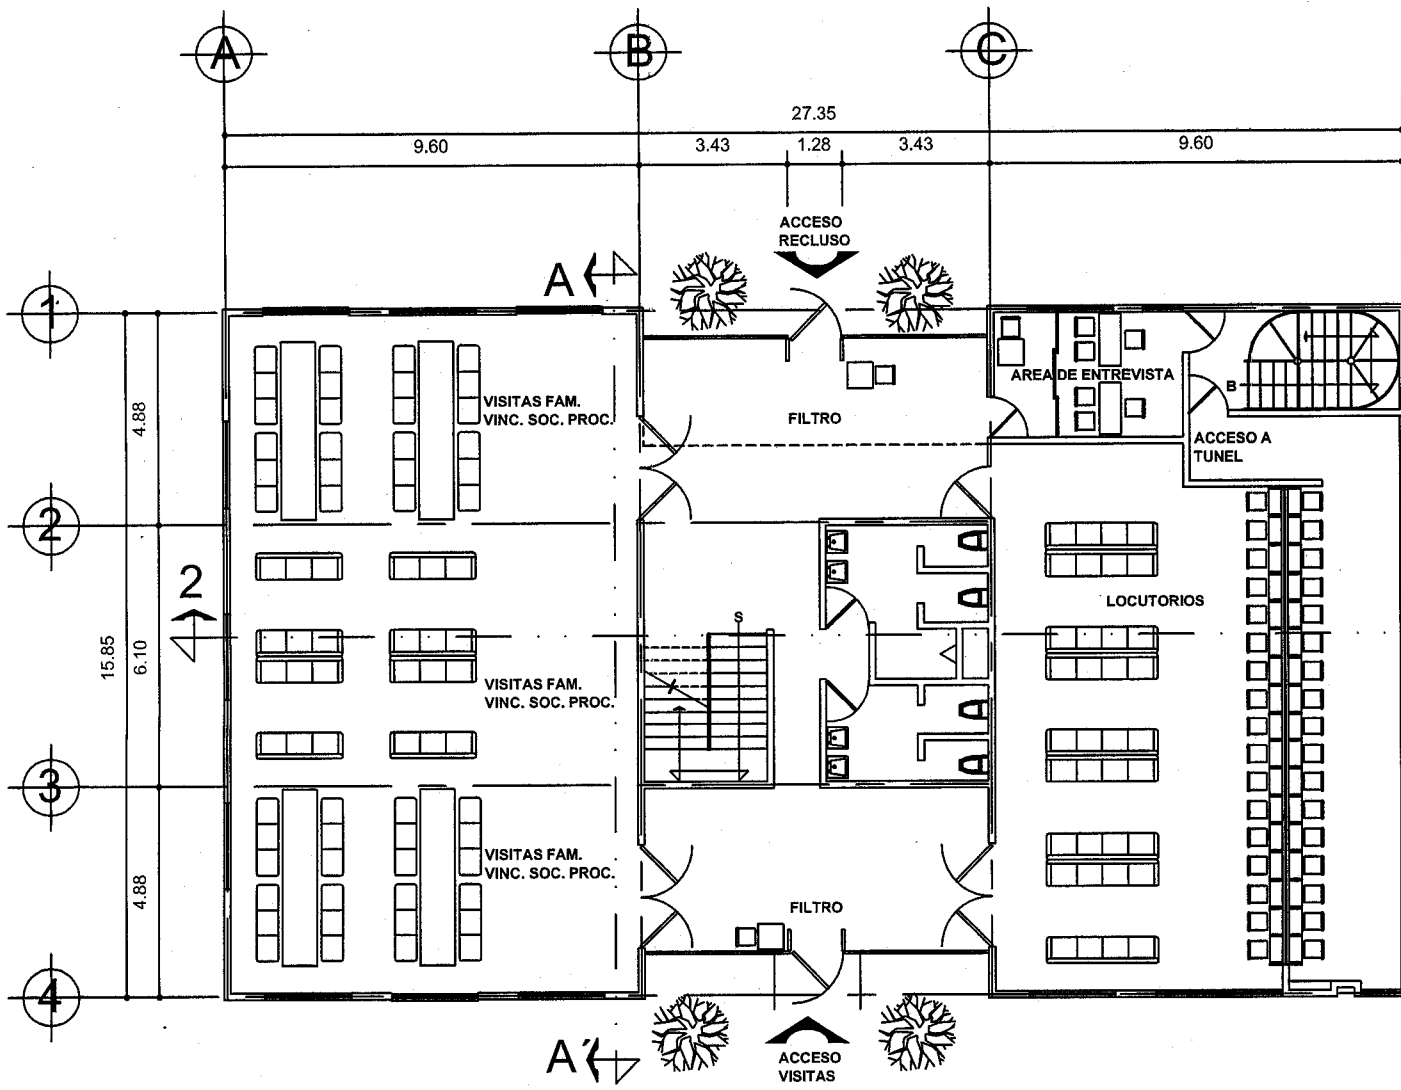 A
B
C
27.35
9.60
3.43
1.28
3.43
9.60
ACCESO
RECLUSO
A
1
VISITAS FAM.
VINC. SOC. PROC.
FILTRO
AREA DE ENTREVISTA
B
ACCESO A
TUNEL
4.88
2
2
S
LOCUTORIOS
15.85
6.10
VISITAS FAM.
VINC. SOC. PROC.
3
VISITAS FAM.
VINC. SOC. PROC.
4.88
FILTRO
4
A´
ACCESO
VISITAS